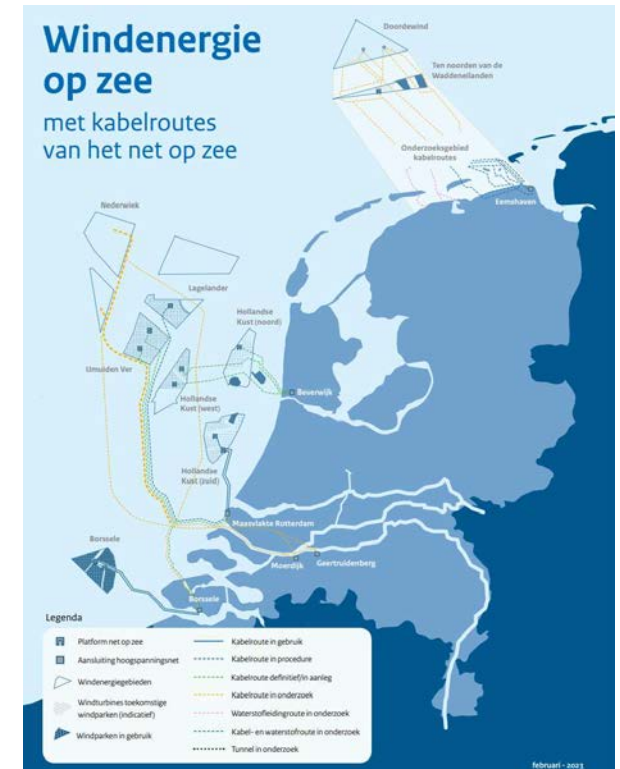 Windenergie
op zee
met kabelroutes
van het net op zee
Doordewind
Ten noorden van de
Waddeneilanden
Onderzoeksgebied
kabelroutes
Eemshaven
Nederwiek
Lagelander
Hollandse
Kust (noord)
IJmuiden Ver
Hollandse
Kust (west)
Beverwijk
Hollandse
Kust (zuid)
Maasvlakte Rotterdam
Borssele
Moerdijk
Geertruidenberg
Borssele
Legenda
Platform net op zee
Aansluiting hoogspanningsnet
Windenergiegebieden
Windturbines toekomstige
windparken (indicatief)
Windparken in gebruik
Kabelroute in gebruik
Kabelroute in procedure
Kabelroute definitief/in aanleg
Kabelroute in onderzoek
Waterstofleidingroute in onderzoek
Kabel- en waterstofroute in onderzoek
Tunnel in onderzoek
februari - 2023